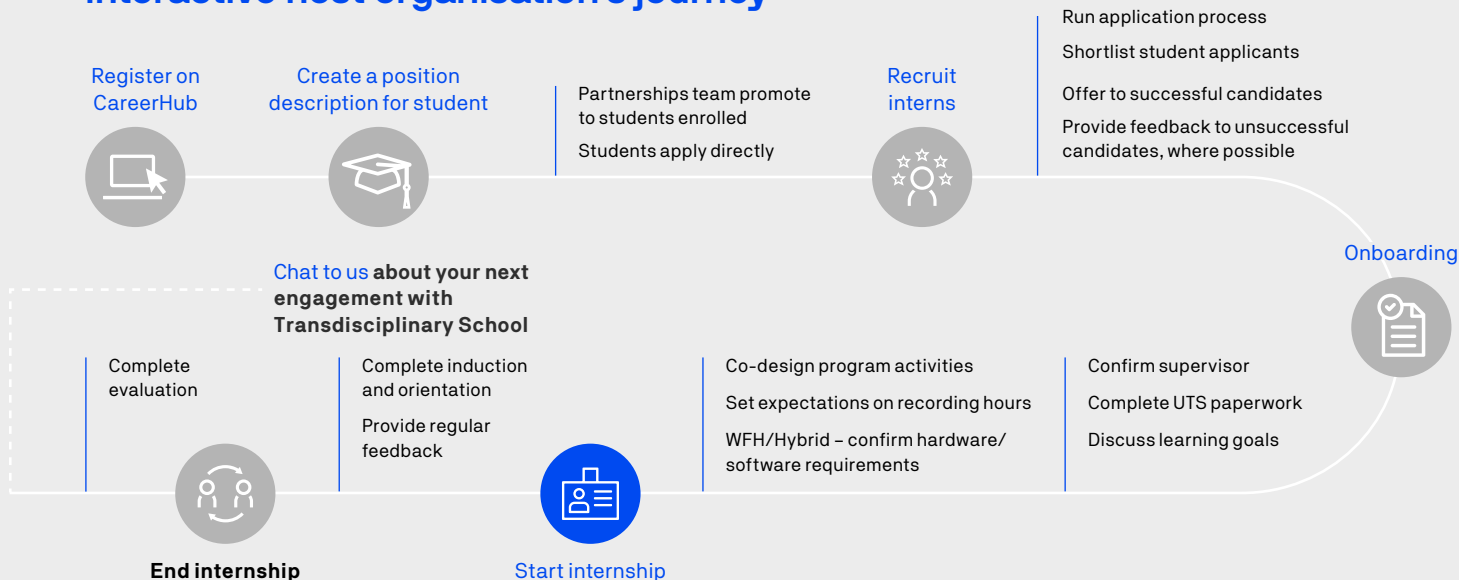 Interactive host organisation's journey
Register on
CareerHub
Create a position
description for student
Partnerships team promote
to students enrolled
Students apply directly
Recruit
interns
Run application process
Shortlist student applicants
Offer to successful candidates
Provide feedback to unsuccessful
candidates, where possible
Onboarding
Confirm supervisor
Complete UTS paperwork
Discuss learning goals
Co-design program activities
Set expectations on recording hours
WFH/Hybrid – confirm hardware/
software requirements
Start internship
Complete induction
and orientation
Provide regular
feedback
End internship
Complete
evaluation
Chat to us about your next
engagement with
Transdisciplinary School